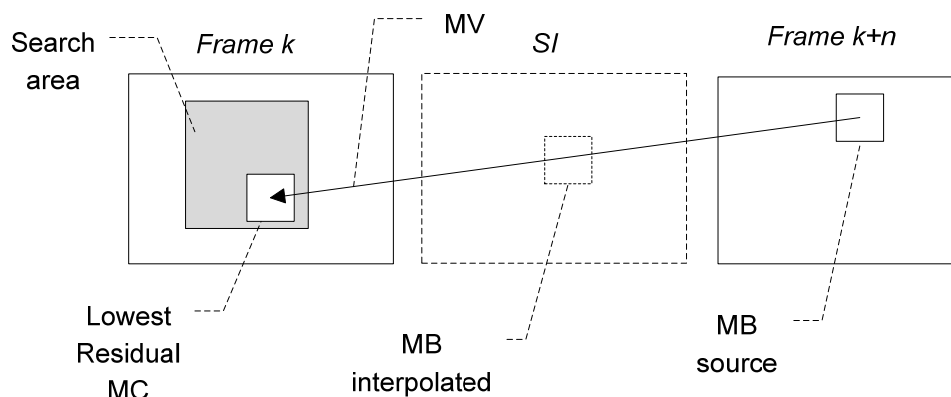 MV
Search
area
Frame k
SI
Frame k+n
Lowest
Residual
MC
MB
interpolated
MB
source